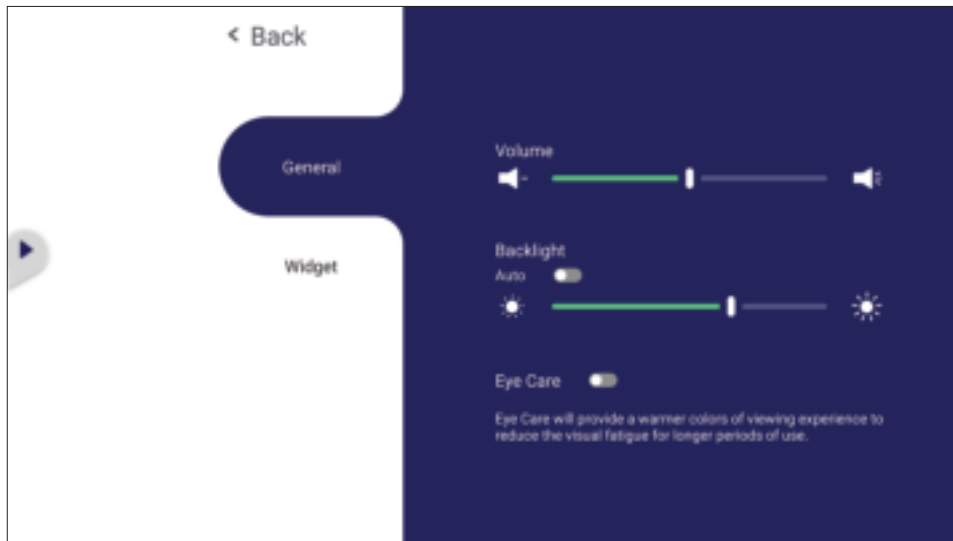 < Back
General
Widget
Volume
Backlight
Auto
Eye Care
Eye Care will provide a warmer colors of viewing experience to
reduce the visual fatigue for longer periods of use.